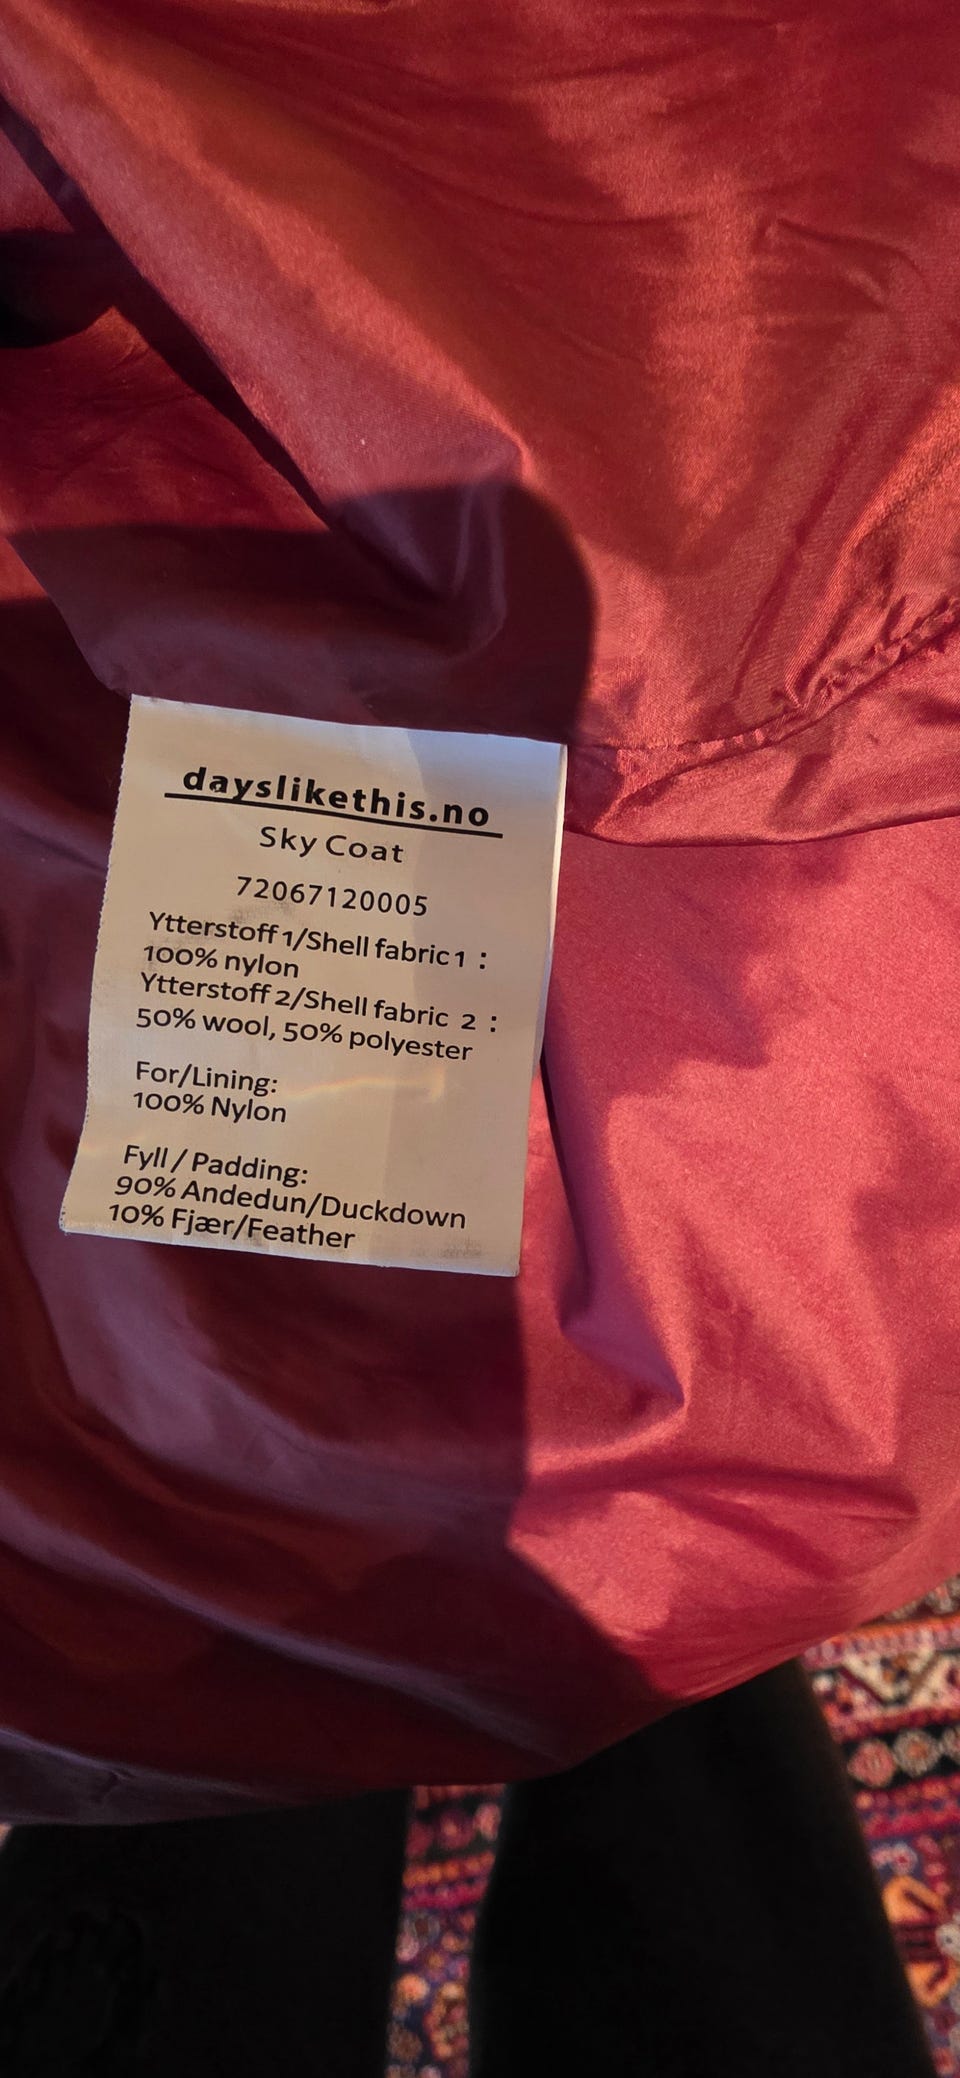 dayslikethis.no
Sky Coat
72067120005
Ytterstoff 1/Shell fabric 1 :
100% nylon
Ytterstoff 2/Shell fabric 2 :
50% wool, 50% polyester
For/Lining:
100% Nylon
Fyll / Padding:
90% Andedun/Duckdown
10% Fjær/Feather